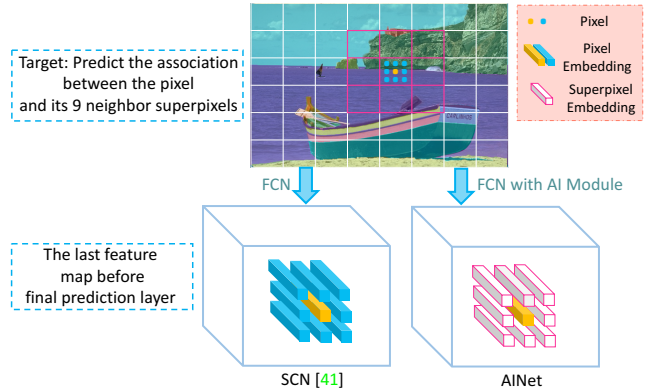 Target: Predict the association
between the pixel
and its 9 neighbor superpixels
Pixel
Pixel
Embedding
Superpixel
Embedding
CARLINHOS
FCN
FCN with AI Module
The last feature
map before
final prediction layer
SCN [41]
AINet